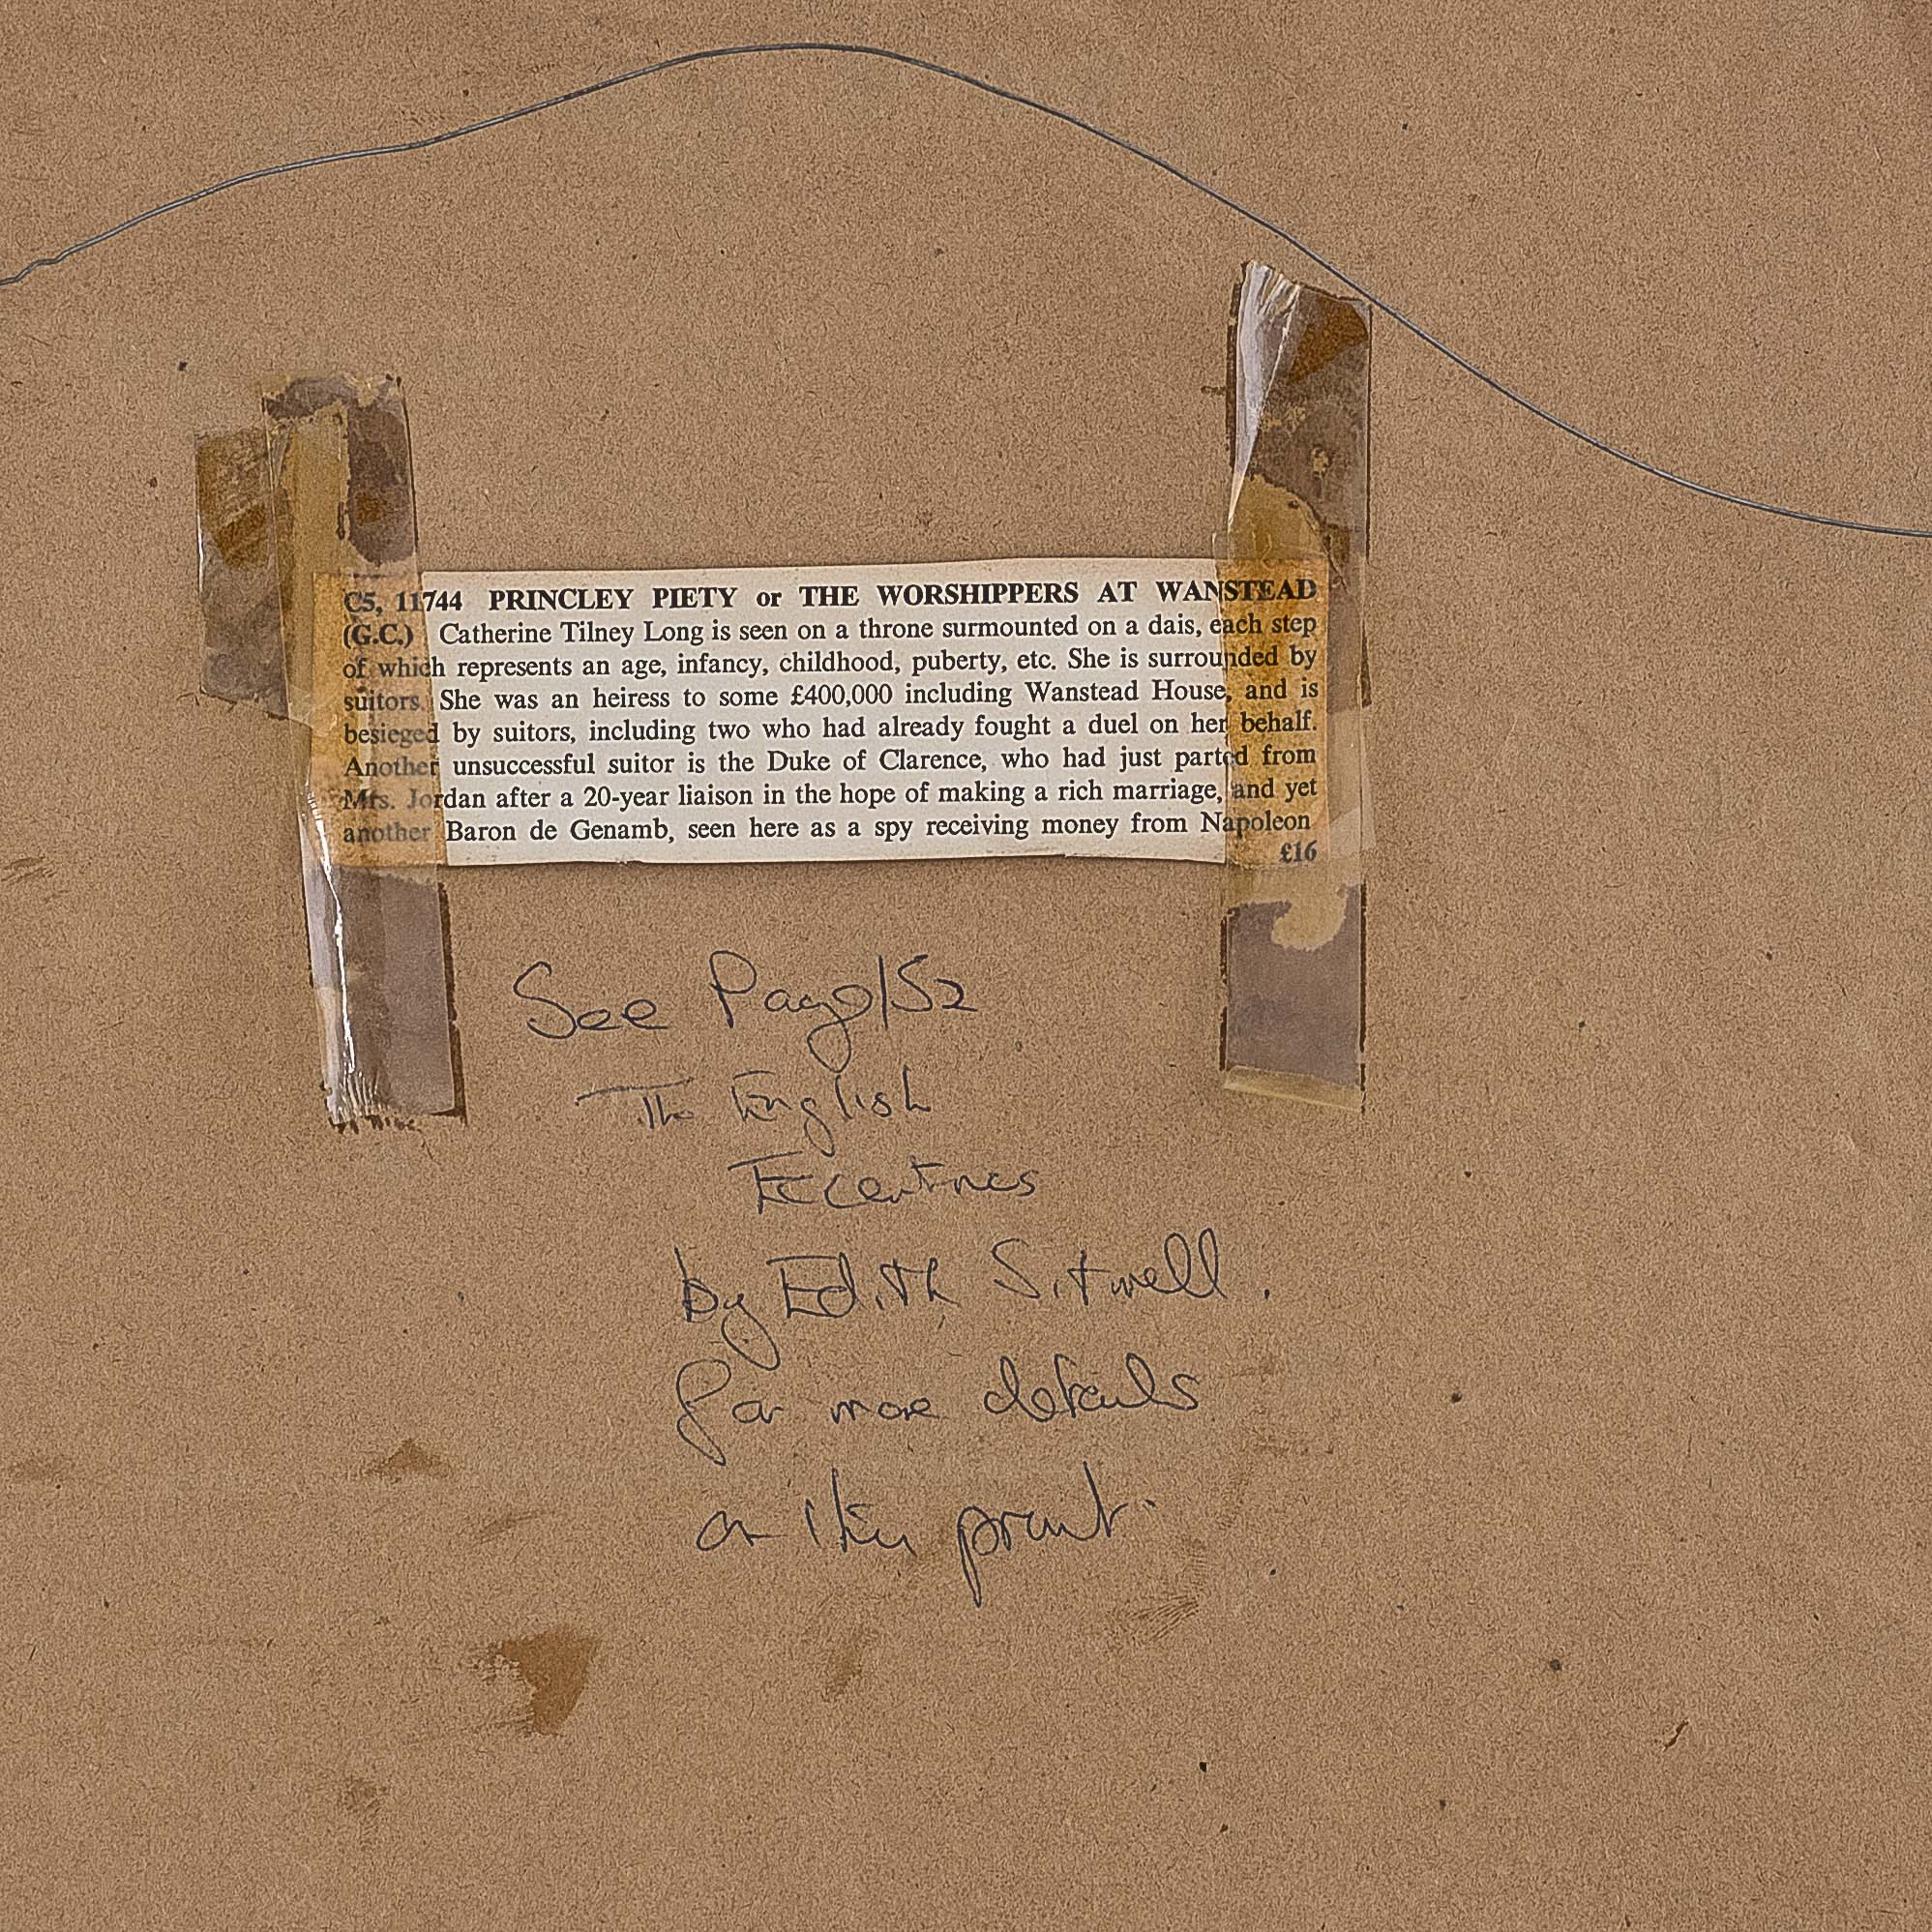 C5, 11744 PRINCLEY PIETY or THE WORSHIPPERS AT WANSTEAD
(G.C.) Catherine Tilney Long is seen on a throne surmounted on a dais, each step
of which represents an age, infancy, childhood, puberty, etc. She is surrounded by
suitors. She was an heiress to some £400,000 including Wanstead House, and is
besieged by suitors, including two who had already fought a duel on her behalf.
Another unsuccessful suitor is the Duke of Clarence, who had just parted from
Mrs. Jordan after a 20-year liaison in the hope of making a rich marriage, and yet
another Baron de Genamb, seen here as a spy receiving money from Napoleon
£16
See Page 152
The English
Eccentrics
by Edith Sitwell.
for more details
on this print.